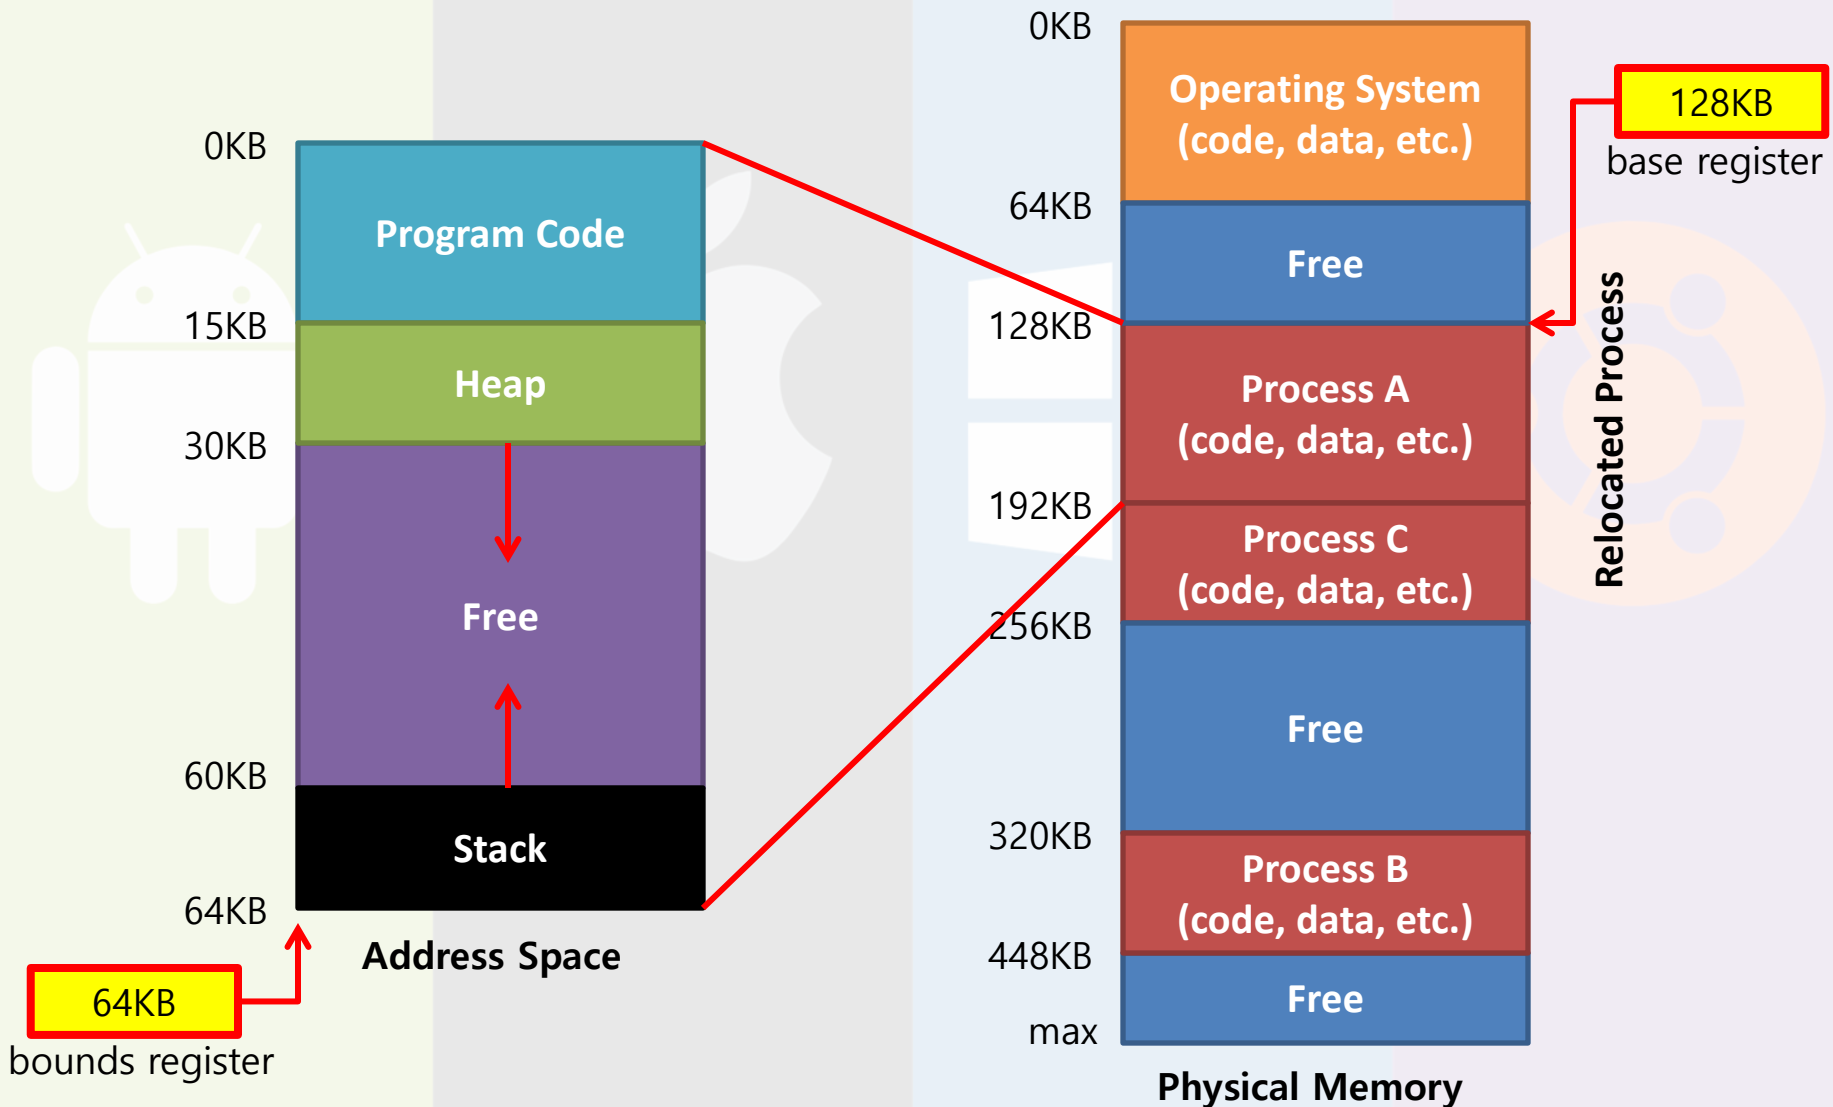 0KB
Program Code
15KB
Heap
30KB
Free
60KB
Stack
64KB
Address Space
64KB
bounds register
0KB
Operating System
(code, data, etc.)
64KB
Free
128KB
Process A
(code, data, etc.)
192KB
Process C
(code, data, etc.)
256KB
Free
320KB
Process B
(code, data, etc.)
448KB
Free
max
Physical Memory
128KB
base register
Relocated Process